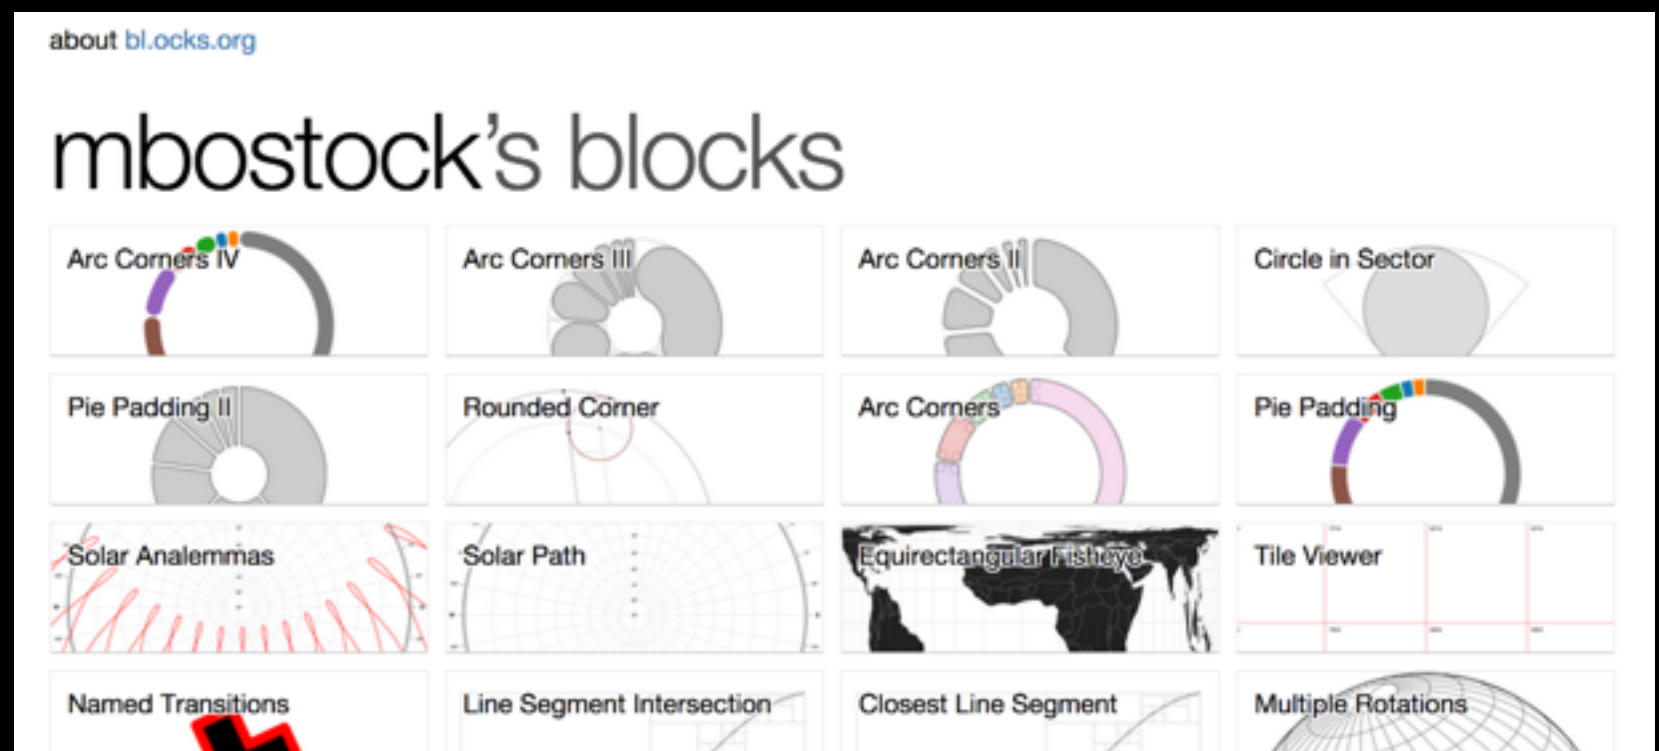 about bl.ocks.org
mbostock’s blocks
Arc Corners IV
Arc Corners III
Arc Corners II
Circle in Sector
Pie Padding II
Rounded Corner
Arc Corners
Pie Padding
Solar Analemmas
Solar Path
Equirectangular Fisheye
Tile Viewer
Named Transitions
Line Segment Intersection
Closest Line Segment
Multiple Rotations